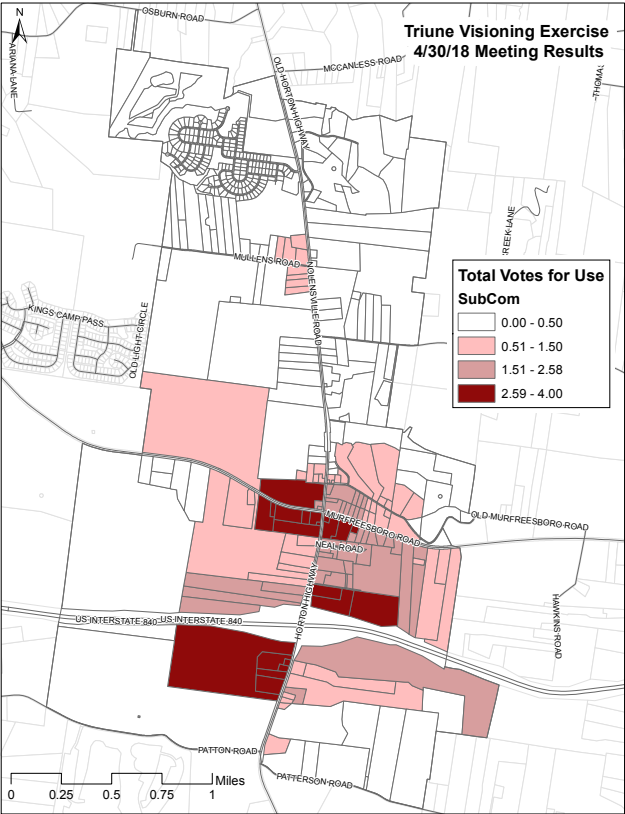 OSBURN ROAD
N
ARIANA LANE
Triune Visioning Exercise
4/30/18 Meeting Results
MCCANLESS ROAD
OLD HORTON HIGHWAY
THOMAS
CREEK LANE
MULLENS ROAD
NOLENSVILLE ROAD
Total Votes for Use
SubCom
0.00 - 0.50
0.51 - 1.50
1.51 - 2.58
2.59 - 4.00
KINGS CAMP PASS
OLD LIGHT CIRCLE
MURFREESBORO ROAD
OLD MURFREESBORO ROAD
NEAL ROAD
HORTON HIGHWAY
HAWKINS ROAD
US INTERSTATE 840
US INTERSTATE 840
PATTON ROAD
PATTERSON ROAD
0 0.25 0.5 0.75 1 Miles